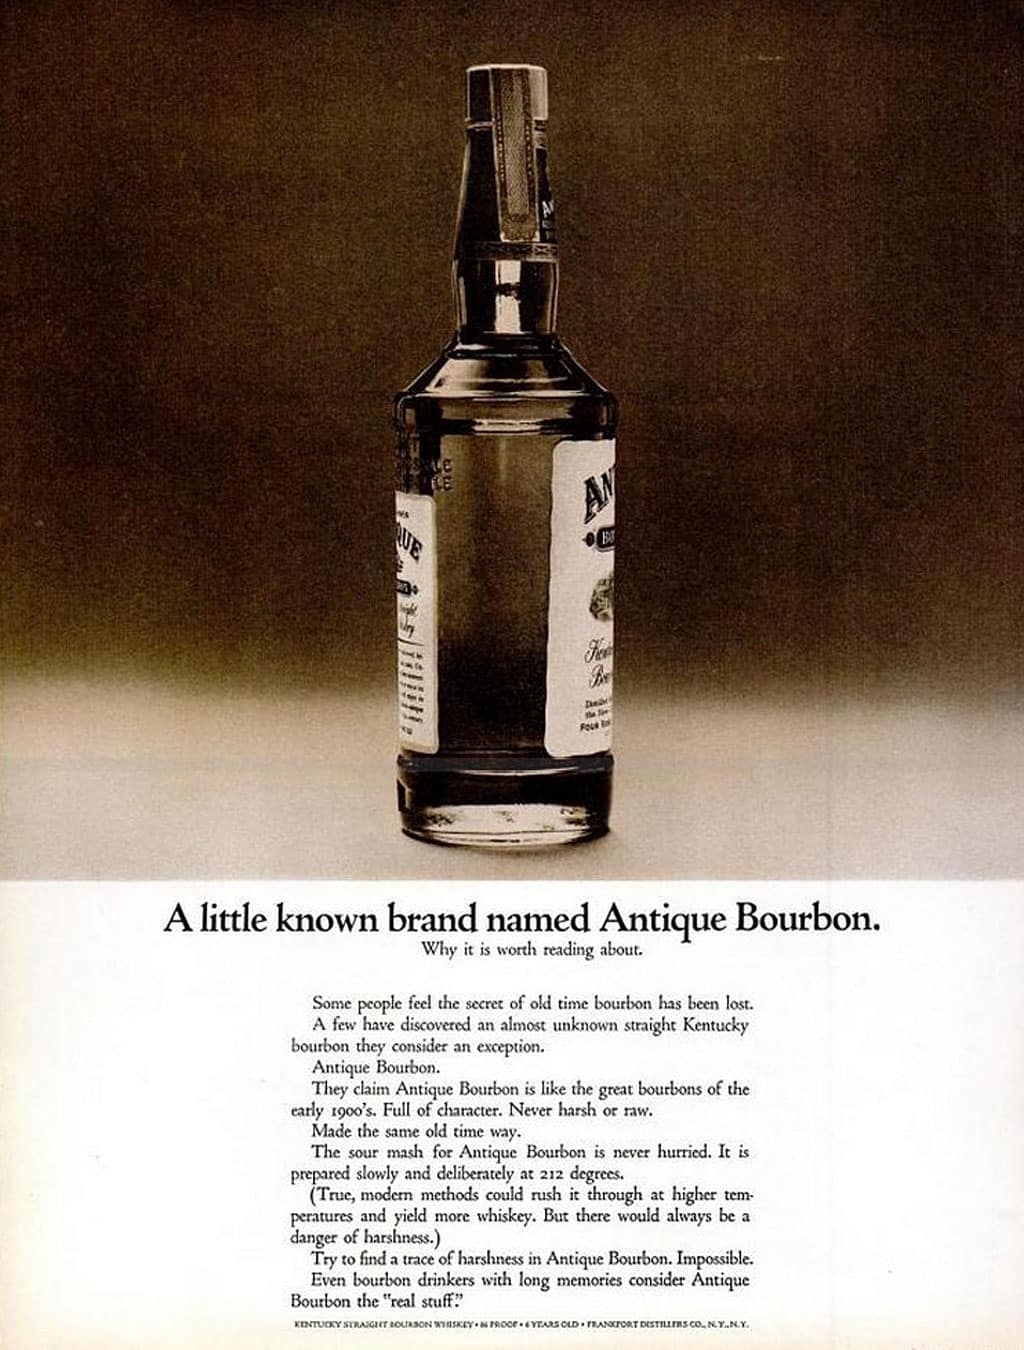 AN
QUE
AN
Four Ros
A little known brand named Antique Bourbon.
Why it is worth reading about.
Some people feel the secret of old time bourbon has been lost.
A few have discovered an almost unknown straight Kentucky
bourbon they consider an exception.
Antique Bourbon.
They claim Antique Bourbon is like the great bourbons of the
early 1900's. Full of character. Never harsh or raw.
Made the same old time way.
The sour mash for Antique Bourbon is never hurried. It is
prepared slowly and deliberately at 212 degrees.
(True, modern methods could rush it through at higher tem-
peratures and yield more whiskey. But there would always be a
danger of harshness.)
Try to find a trace of harshness in Antique Bourbon. Impossible.
Even bourbon drinkers with long memories consider Antique
Bourbon the "real stuff."
KENTUCKY STRAIGHT BOURBON WHISKEY • 86 PROOF • 6 YEARS OLD • FRANKFORT DISTILLERS CO., N.Y., N.Y.